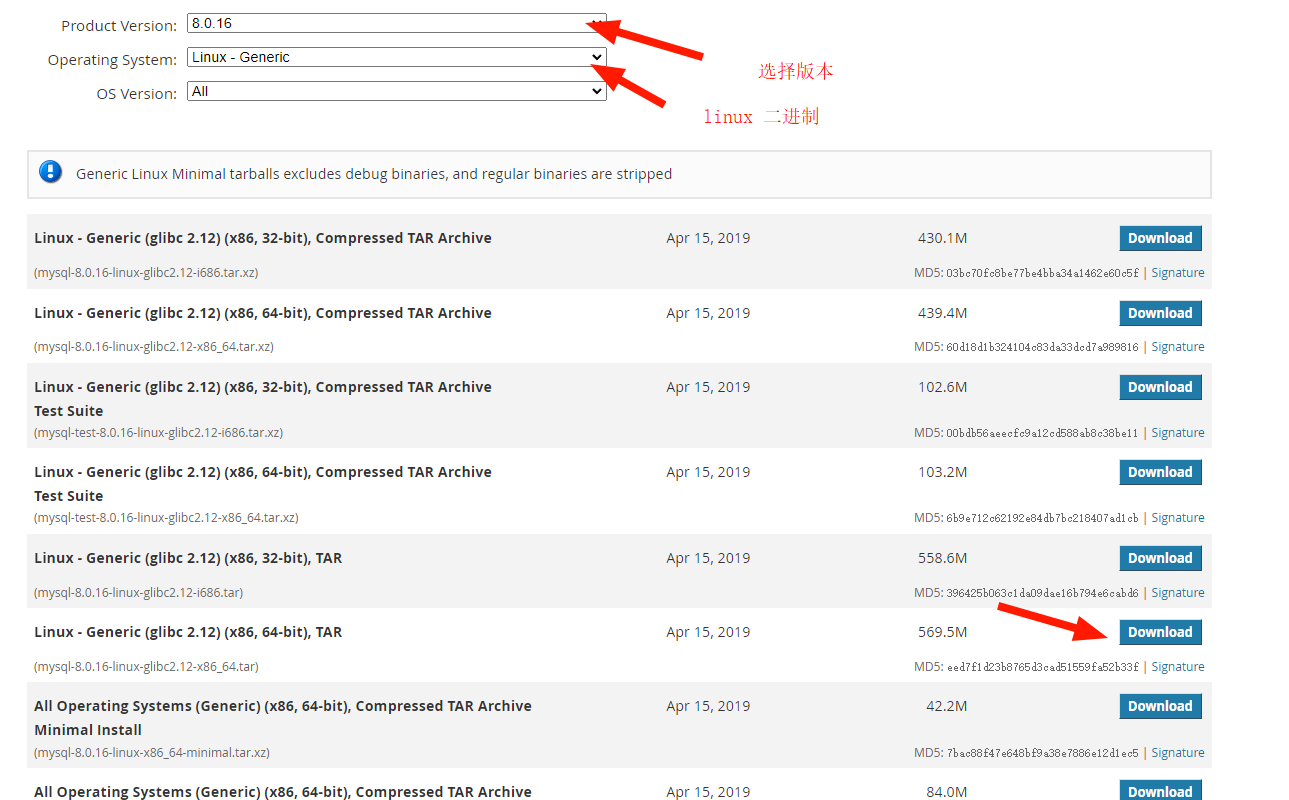 Product Version: 8.0.16
选择版本
Operating System: Linux - Generic
OS Version: All
linux 二进制
Generic Linux Minimal tarballs excludes debug binaries, and regular binaries are stripped
Linux - Generic (glibc 2.12) (x86, 32-bit), Compressed TAR Archive Apr 15, 2019 430.1M Download
(mysql-8.0.16-linux-glibc2.12-i686.tar.xz) MD5: 03bc70fc8be77be4bba34a1462e60c5f | Signature
Linux - Generic (glibc 2.12) (x86, 64-bit), Compressed TAR Archive Apr 15, 2019 439.4M Download
(mysql-8.0.16-linux-glibc2.12-x86_64.tar.xz) MD5: 60d18d1b324104c83da33dcd7a989816 | Signature
Linux - Generic (glibc 2.12) (x86, 32-bit), Compressed TAR Archive Apr 15, 2019 102.6M Download
Test Suite
(mysql-test-8.0.16-linux-glibc2.12-i686.tar.xz) MD5: 00bdb56aeecfc9a12cd588ab8c38be11 | Signature
Linux - Generic (glibc 2.12) (x86, 64-bit), Compressed TAR Archive Apr 15, 2019 103.2M Download
Test Suite
(mysql-test-8.0.16-linux-glibc2.12-x86_64.tar.xz) MD5: 6b9e712c62192e84db7bc218407ad1cb | Signature
Linux - Generic (glibc 2.12) (x86, 32-bit), TAR Apr 15, 2019 558.6M Download
(mysql-8.0.16-linux-glibc2.12-i686.tar) MD5: 396425b063c1da09dae16b794e6cabd6 | Signature
Linux - Generic (glibc 2.12) (x86, 64-bit), TAR Apr 15, 2019 569.5M Download
(mysql-8.0.16-linux-glibc2.12-x86_64.tar) MD5: eed7f1d23b8765d3cad51559fa52b33f | Signature
All Operating Systems (Generic) (x86, 64-bit), Compressed TAR Archive Apr 15, 2019 42.2M Download
Minimal Install
(mysql-8.0.16-linux-x86_64-minimal.tar.xz) MD5: 7bac88f47e648bf9a38e7886e12d1ec5 | Signature
All Operating Systems (Generic) (x86, 64-bit), Compressed TAR Archive Apr 15, 2019 84.0M Download